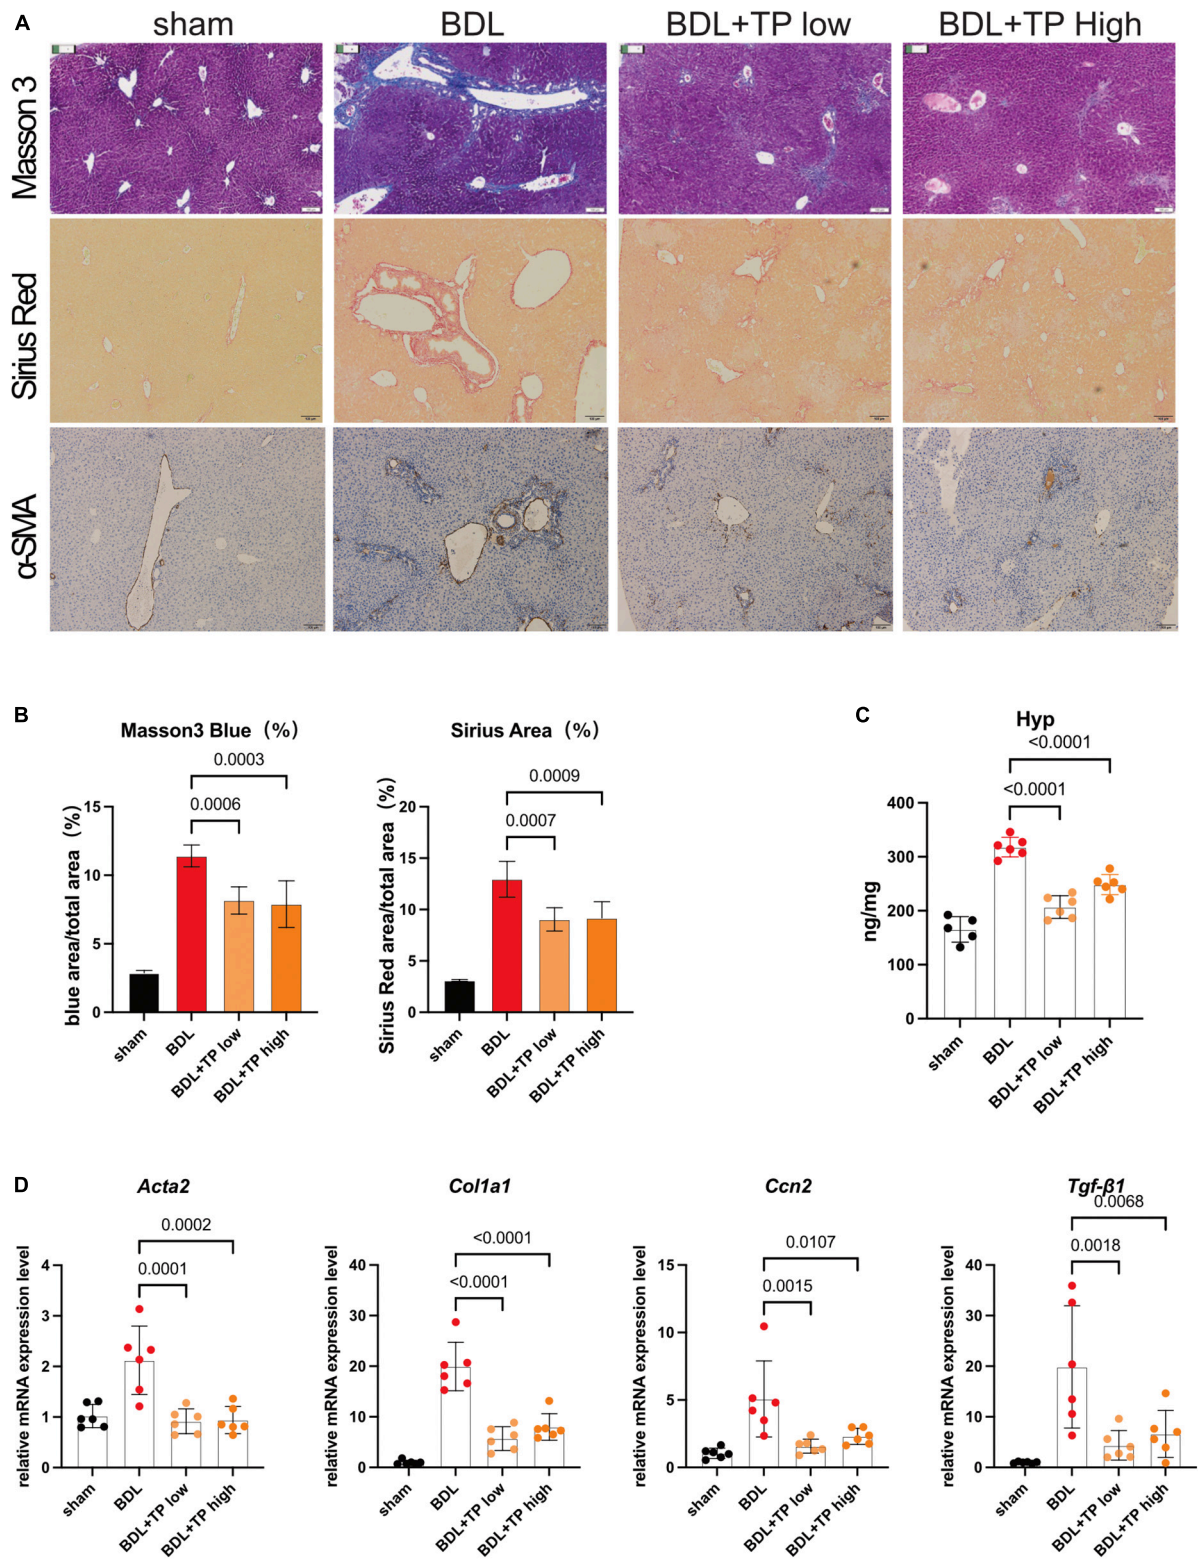 A
sham
BDL
BDL+TP low
BDL+TP High
Masson 3
Sirius Red
α-SMA
B
Masson3 Blue（%）
0.0003
0.0006
blue area/total area（%）
15
10
5
0
sham
BDL
BDL+TP low
BDL+TP high
Sirius Area（%）
0.0009
0.0007
Sirius Red area/total area（%）
20
15
10
5
0
sham
BDL
BDL+TP low
BDL+TP high
C
Hyp
<0.0001
<0.0001
ng/mg
400
300
200
100
0
sham
BDL
BDL+TP low
BDL+TP high
D
Acta2
0.0002
0.0001
relative mRNA expression level
4
3
2
1
0
sham
BDL
BDL+TP low
BDL+TP high
Col1a1
<0.0001
<0.0001
relative mRNA expression level
40
30
20
10
0
sham
BDL
BDL+TP low
BDL+TP high
Ccn2
0.0107
0.0015
relative mRNA expression level
15
10
5
0
sham
BDL
BDL+TP low
BDL+TP high
Tgf-β1
0.0068
0.0018
relative mRNA expression level
40
30
20
10
0
sham
BDL
BDL+TP low
BDL+TP high